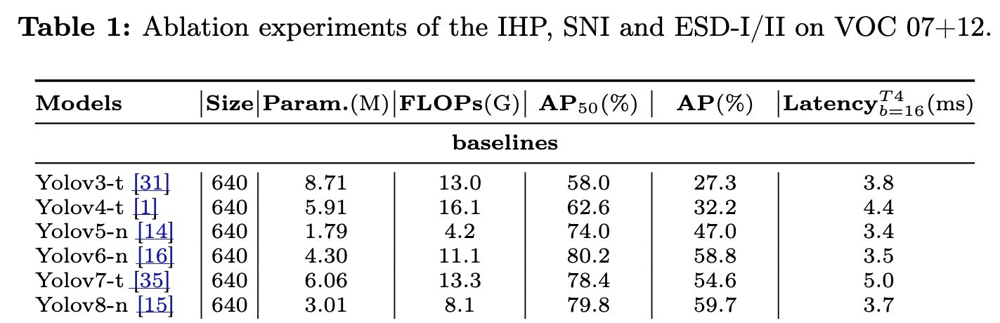 Table 1: Ablation experiments of the IHP, SNI and ESD-I/II on VOC 07+12.
Models Size Param.(M) FLOPs(G) AP50(%) AP(%) Latency^{T4}_{b=16}(ms)
baselines
Yolov3-t [31] 640 8.71 13.0 58.0 27.3 3.8
Yolov4-t [1] 640 5.91 16.1 62.6 32.2 4.4
Yolov5-n [14] 640 1.79 4.2 74.0 47.0 3.4
Yolov6-n [16] 640 4.30 11.1 80.2 58.8 3.5
Yolov7-t [35] 640 6.06 13.3 78.4 54.6 5.0
Yolov8-n [15] 640 3.01 8.1 79.8 59.7 3.7